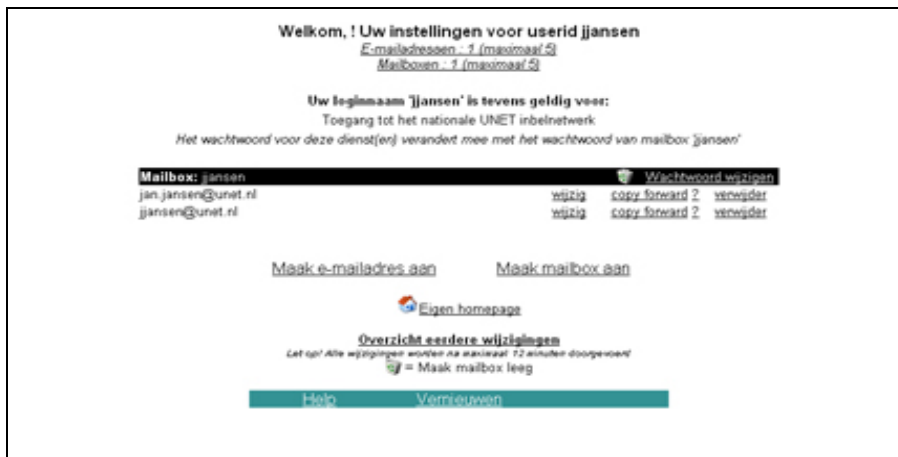 Welkom, ! Uw instellingen voor userid jjansen
E-mailadressen : 1 (maximaal 5)
Mailboxen : 1 (maximaal 5)
Uw loginnaam 'jjansen' is tevens geldig voor:
Toegang tot het nationale UNET inbelnetwerk
Het wachtwoord voor deze dienst(en) verandert mee met het wachtwoord van mailbox 'jjansen'
Mailbox: jjansen Wachtwoord wijzigen
jan.jansen@unet.nl wijzig copy forward ? verwijder
jjansen@unet.nl wijzig copy forward ? verwijder
Maak e-mailadres aan Maak mailbox aan
Eigen homepage
Overzicht eerdere wijzigingen
Let op! Alle wijzigingen worden na maximaal 12 minuten doorgevoerd
= Maak mailbox leeg
Help Vernieuwen